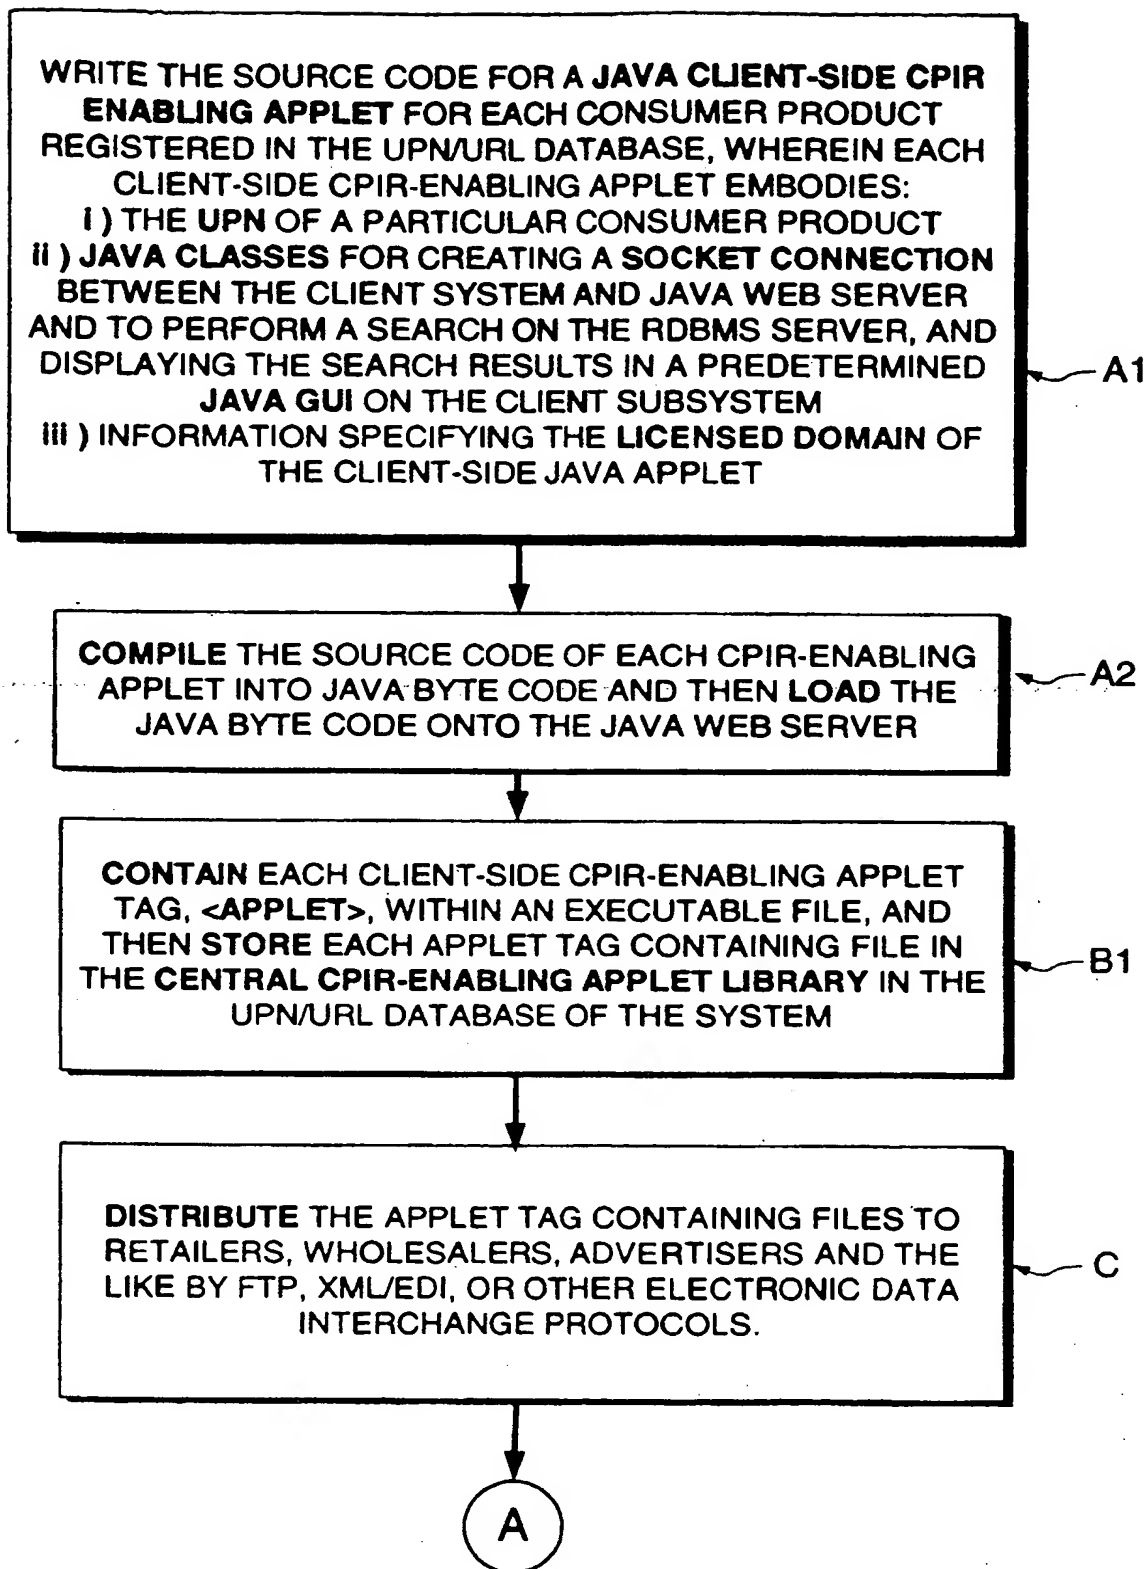 WRITE THE SOURCE CODE FOR A JAVA CLIENT-SIDE CPIR
ENABLING APPLET FOR EACH CONSUMER PRODUCT
REGISTERED IN THE UPN/URL DATABASE, WHEREIN EACH
CLIENT-SIDE CPIR-ENABLING APPLET EMBODIES:
i ) THE UPN OF A PARTICULAR CONSUMER PRODUCT
ii ) JAVA CLASSES FOR CREATING A SOCKET CONNECTION
BETWEEN THE CLIENT SYSTEM AND JAVA WEB SERVER
AND TO PERFORM A SEARCH ON THE RDBMS SERVER, AND
DISPLAYING THE SEARCH RESULTS IN A PREDETERMINED
JAVA GUI ON THE CLIENT SUBSYSTEM
iii ) INFORMATION SPECIFYING THE LICENSED DOMAIN OF
THE CLIENT-SIDE JAVA APPLET
A1
COMPILE THE SOURCE CODE OF EACH CPIR-ENABLING
APPLET INTO JAVA BYTE CODE AND THEN LOAD THE
JAVA BYTE CODE ONTO THE JAVA WEB SERVER
A2
CONTAIN EACH CLIENT-SIDE CPIR-ENABLING APPLET
TAG, <APPLET>, WITHIN AN EXECUTABLE FILE, AND
THEN STORE EACH APPLET TAG CONTAINING FILE IN
THE CENTRAL CPIR-ENABLING APPLET LIBRARY IN THE
UPN/URL DATABASE OF THE SYSTEM
B1
DISTRIBUTE THE APPLET TAG CONTAINING FILES TO
RETAILERS, WHOLESALERS, ADVERTISERS AND THE
LIKE BY FTP, XML/EDI, OR OTHER ELECTRONIC DATA
INTERCHANGE PROTOCOLS.
C
A